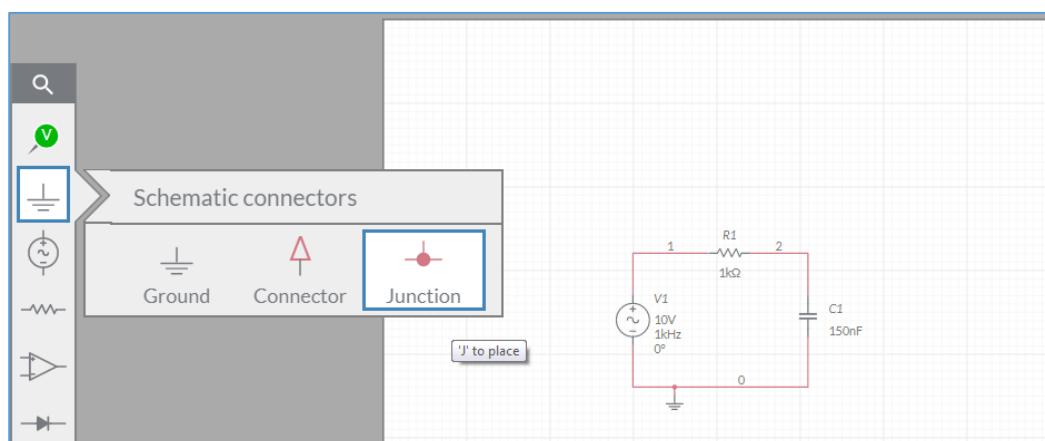 V
Schematic connectors
Ground
Connector
Junction
'J' to place
1
R1
2
1kΩ
V1
10V
1kHz
0°
C1
150nF
0